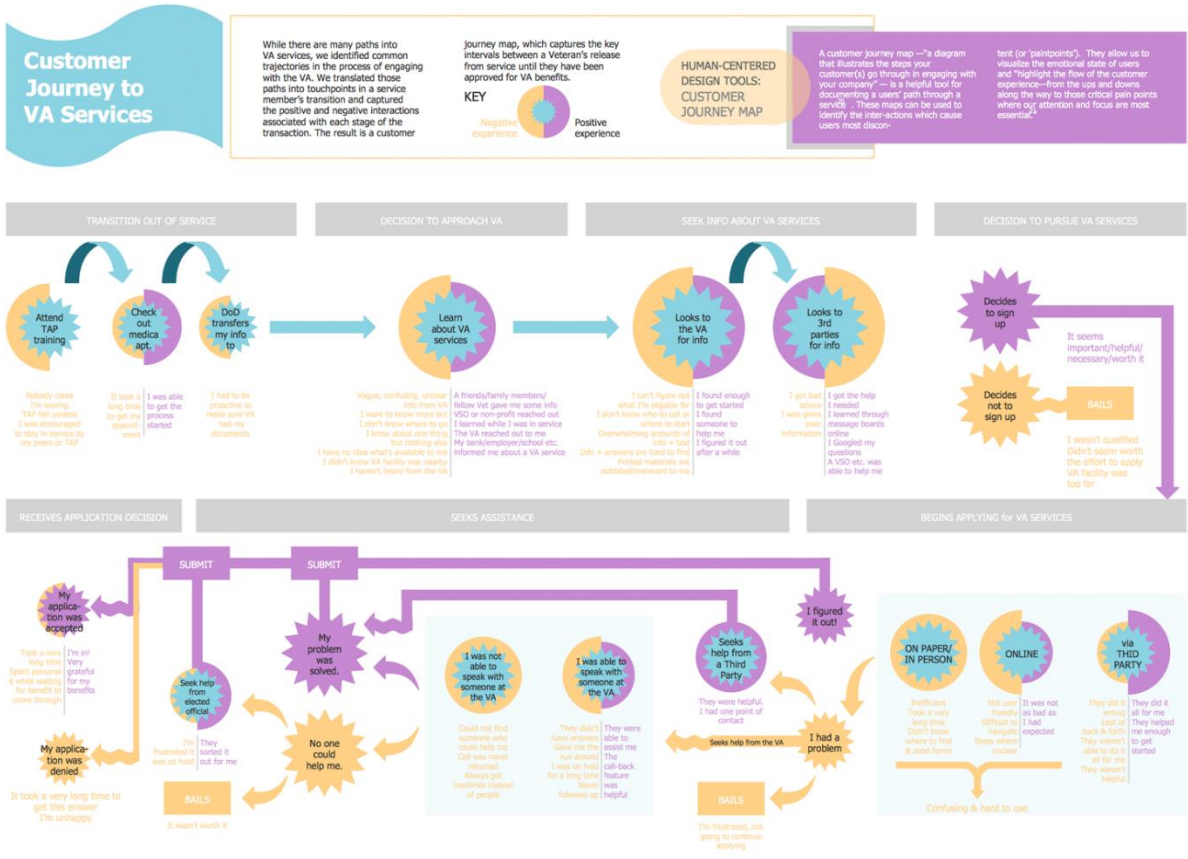 Customer
Journey to
VA Services
While there are many paths into
VA services, we identified common
trajectories in the process of engaging
with the VA. We translated those
paths into touchpoints in a service
member's transition and captured
the positive and negative interactions
associated with each stage of the
transaction. The result is a customer
journey map, which captures the key
intervals between a Veteran's release
from service until they have been
approved for VA benefits.
KEY
Negative
experience
Positive
experience
HUMAN-CENTERED
DESIGN TOOLS:
CUSTOMER
JOURNEY MAP
A customer journey map —"a diagram
that illustrates the steps your
customer(s) go through in engaging with
your company" — is a helpful tool for
documenting a users' path through a
service . These maps can be used to
identify the inter-actions which cause
users most discon-
tent (or 'paintpoints'). They allow us to
visualize the emotional state of users
and "highlight the flow of the customer
experience—from the ups and downs
along the way to those critical pain points
where our attention and focus are most
essential."
TRANSITION OUT OF SERVICE
DECISION TO APPROACH VA
SEEK INFO ABOUT VA SERVICES
DECISION TO PURSUE VA SERVICES
Attend
TAP
training
Check
out
medica
apt.
DoD
transfers
my info
to
Learn
about VA
services
Looks to
the VA
for info
Looks to
3rd
parties
for info
Decides
to sign
up
It seems
important/helpful/
necessary/worth it
Decides
not to
sign up
BAILS
I wasn't qualified
Didn't seem worth
the effort to apply
VA facility was
too far
Nobody cares
I'm leaving
TAP fell useless
I was encouraged
to stay in service by
my peers or TAP
It took a
long time
to get my
appoint-
ment
I was able
to get the
process
started
I had to be
proactive to
make sure VA
had my
documents
Vague, confusing, unclear
info from VA
I want to know more but
I don't know where to go
I know about one thing
but nothing else
I have no idea what's available to me
I didn't know VA facility was nearby
I haven't heard from the VA
A friends/family members/
fellow Vet gave me some info
VSO or non-profit reached out
I learned while I was in service
The VA reached out to me
My bank/employer/school etc.
informed me about a VA service
I can't figure out
what I'm eligible for
I don't know who to call or
where to start
Overwhelming amounts of
info + tool
Info + answers are hard to find
materials are
outdated/irrelevant to me
I found enough
to get started
I found
someone to
help me
I figured it out
after a while
I got bad
advice
I was given
poor
information
I got the help
I needed
I learned through
message boards
online
I Googled my
questions
A VSO etc. was
able to help me
RECEIVES APPLICATION DECISION
SEEKS ASSISTANCE
BEGINS APPLYING for VA SERVICES
SUBMIT
SUBMIT
My
applica-
tion was
accepted
Took a very
long time
Spent personal
& while waiting
for benefit to
come through
I'm in!
Very
grateful
for my
benefits
My applica-
tion was
denied
It took a very long time to
get this answer
I'm unhappy
Seek help
from
elected
official
I'm
frustrated it
was so hard
They
sorted it
out for me
BAILS
It wasn't worth it
My
problem
was
solved.
No one
could
help me.
I was not
able to
speak with
someone at
the VA
Could not find
someone who
could help me
Call was never
returned
Always got
machines instead
of people
I was able to
speak with
someone at
the VA.
They didn't
have answers
Gave me the
run around
I was on hold
for a long time
Never
followed up
They were
able to
assist me
The
call-back
feature
was
helpful
Seeks
help from
a Third
Party
They were helpful.
I had one point of
contact
Seeks help from the VA
I had a
problem
BAILS
I'm frustrated, not
going to continue
applying
I figured
it out!
ON PAPER/
IN PERSON
Inefficient
Took a very
long time
Didn't know
where to find
& send forms
ONLINE
Not user
friendly
Difficult to
navigate
Steps where
unclear
It was not
as bad as
I had
expected
via
THID
PARTY
They did it
wrong
Last of
back & forth
They weren't
able to do it
all for me
They weren't
helpful
They did it
all for me
They helped
me enough
to get
started
Confusing & hard to use